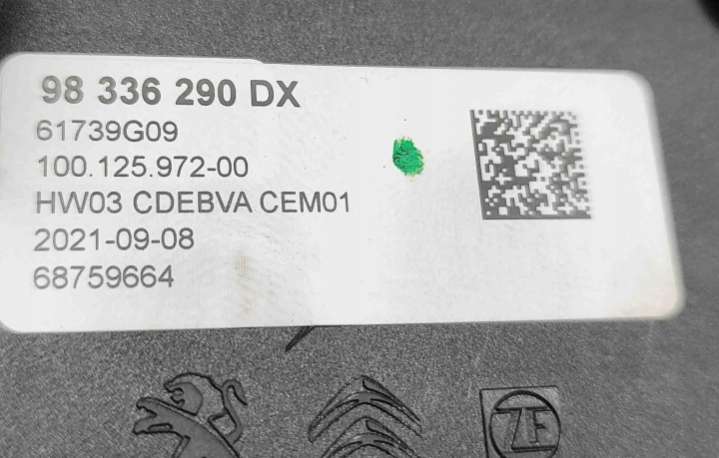 98 336 290 DX
61739G09
100.125.972-00
HW03 CDEBVA CEM01
2021-09-08
68759664
ZF